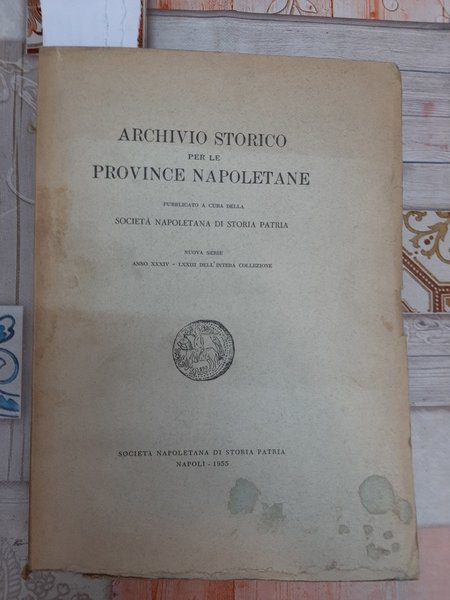 ARCHIVIO STORICO
PER LE
PROVINCE NAPOLETANE
PUBBLICATO A CURA DELLA
SOCIETÀ NAPOLETANA DI STORIA PATRIA
NUOVA SERIE
ANNO XXXIV - LXXIII DELL'INTERA COLLEZIONE
SOCIETÀ NAPOLETANA DI STORIA PATRIA
NAPOLI - 1955